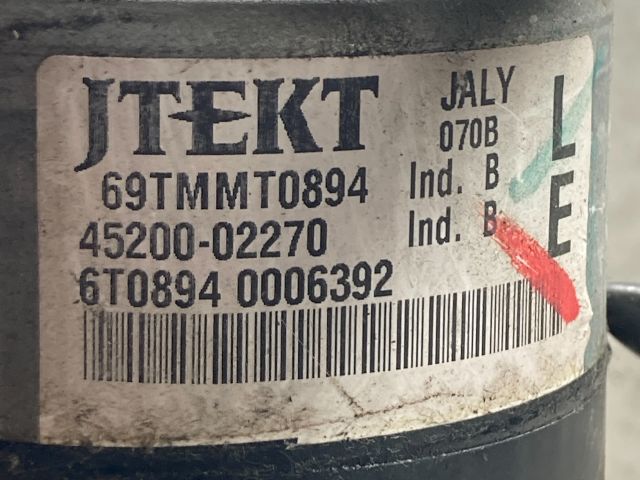 JTEKT JALY
070B
69TMMT0894 Ind. B
45200-02270 Ind. B
6T0894 0006392
L
E